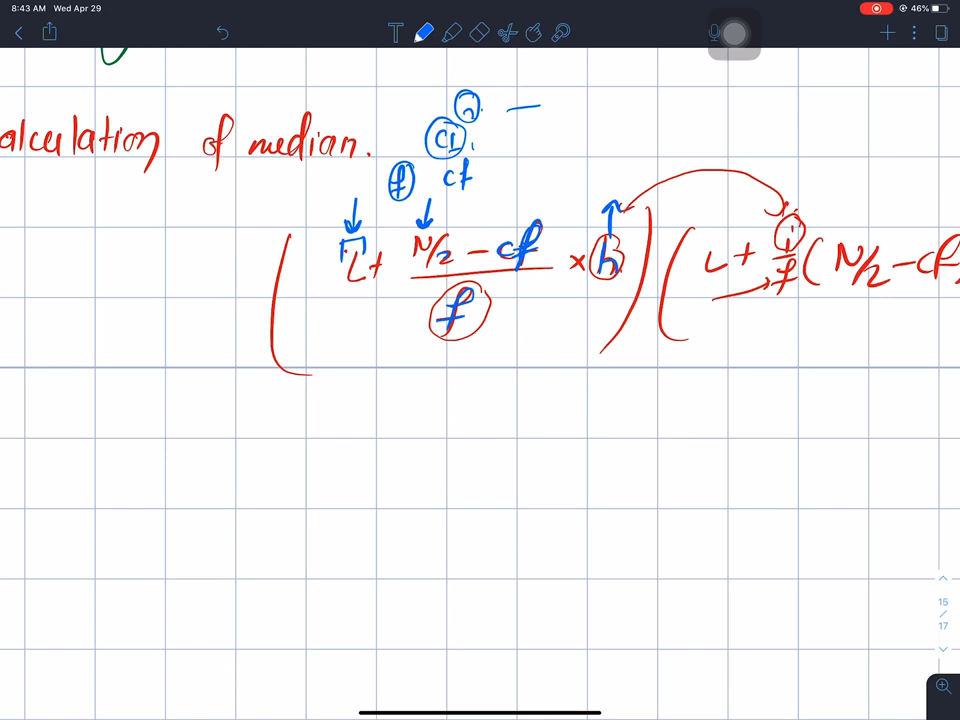 8:43 AM Wed Apr 29
46%
T
alculation of median.
CI
f cf
( L + N/2 - cf / f × h ) ( L + i/f ( N/2 - cf
15
/
17